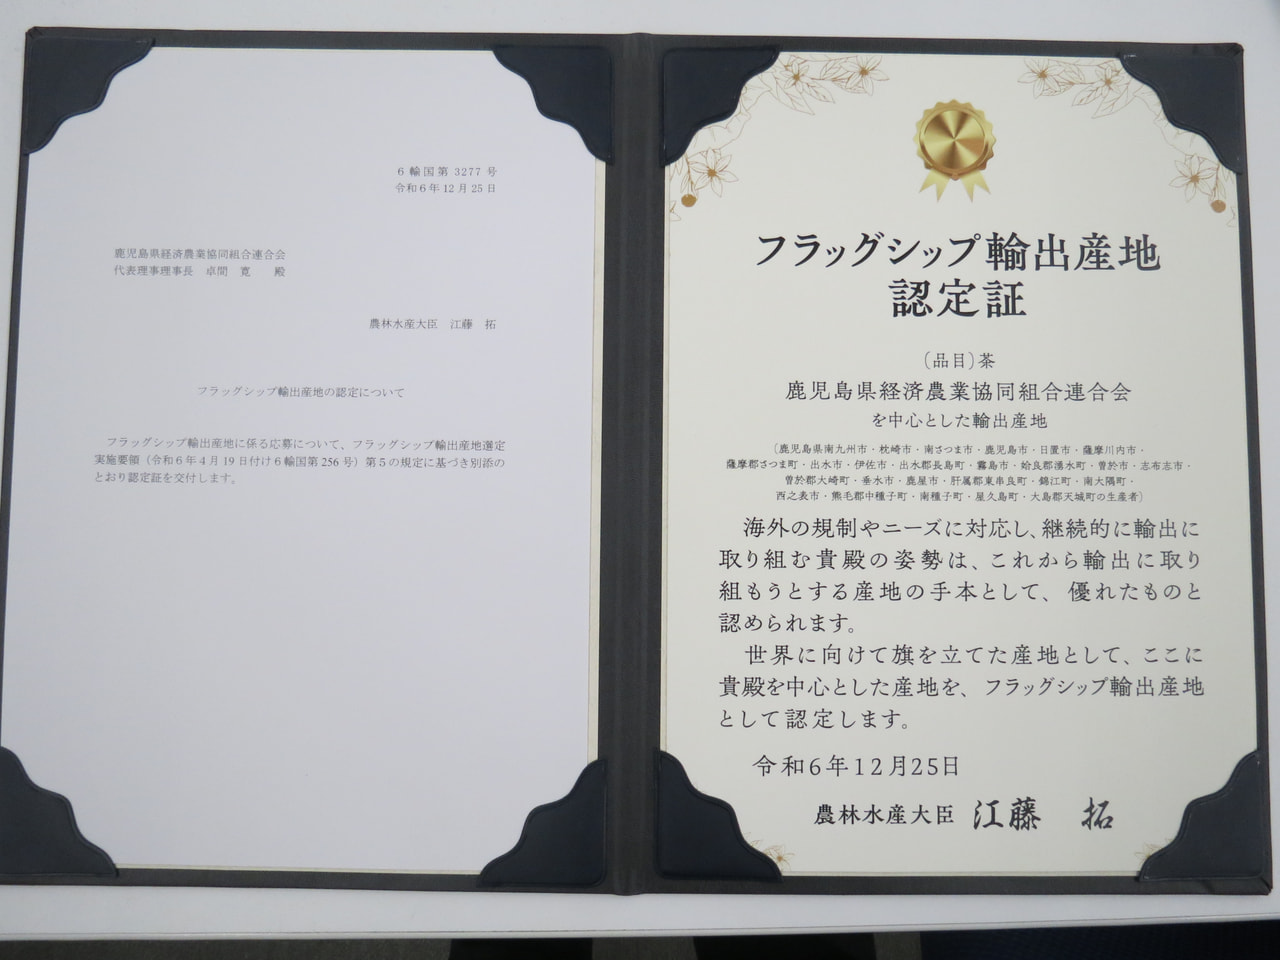 6輸国第3277号
令和6年12月25日
鹿児島県経済農業協同組合連合会
代表理事理事長 卓間 寛 殿
農林水産大臣 江藤 拓
フラッグシップ輸出産地の認定について
フラッグシップ輸出産地に係る応募について、フラッグシップ輸出産地選定
実施要領（令和6年4月19日付け6輸国第256号）第5の規定に基づき別添の
とおり認定証を交付します。
フラッグシップ輸出産地
認定証
〔品目〕茶
鹿児島県経済農業協同組合連合会
を中心とした輸出産地
〔鹿児島県南九州市・枕崎市・南さつま市・鹿児島市・日置市・薩摩川内市・
薩摩郡さつま町・出水市・伊佐市・出水郡長島町・霧島市・姶良郡湧水町・曽於市・志布志市・
曽於郡大崎町・垂水市・鹿屋市・肝属郡東串良町・錦江町・南大隅町・
西之表市・熊毛郡中種子町・南種子町・屋久島町・大島郡天城町の生産者〕
海外の規制やニーズに対応し、継続的に輸出に
取り組む貴殿の姿勢は、これから輸出に取り
組もうとする産地の手本として、優れたものと
認められます。
世界に向けて旗を立てた産地として、ここに
貴殿を中心とした産地を、フラッグシップ輸出産地
として認定します。
令和6年12月25日
農林水産大臣 江藤 拓